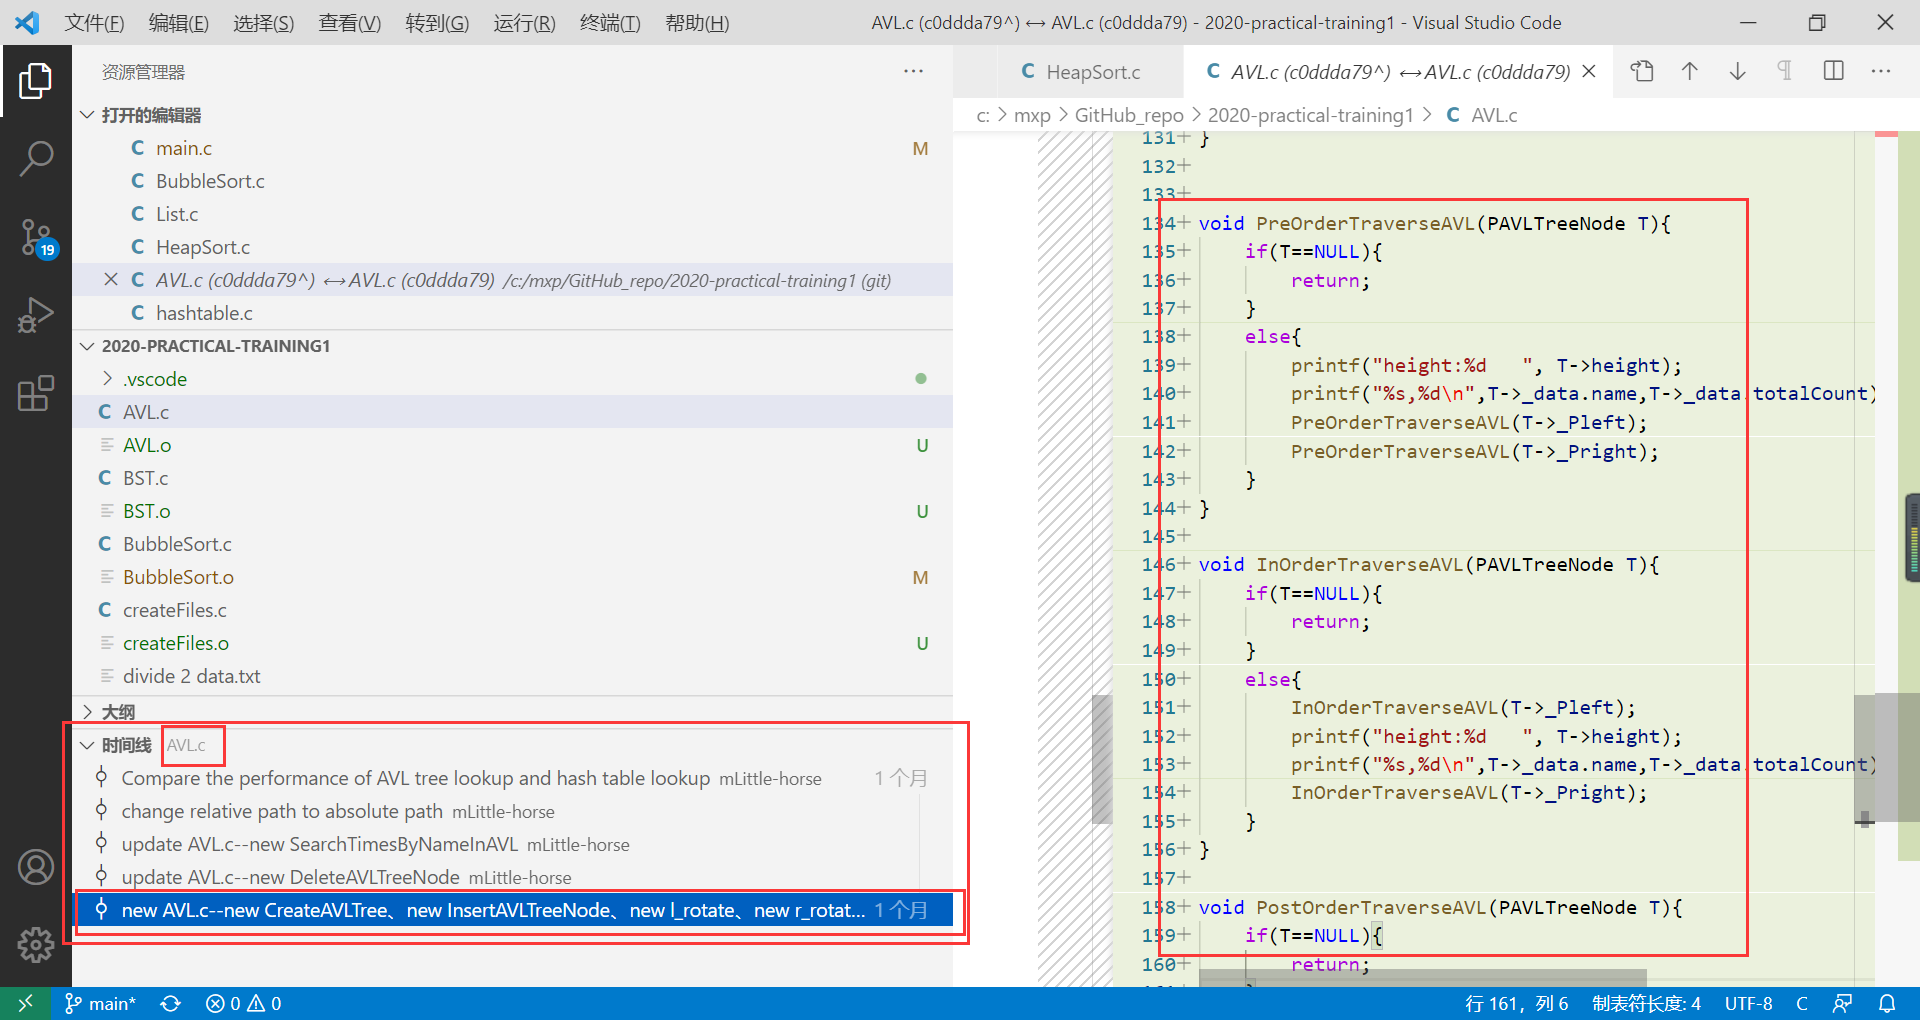 文件(F) 编辑(E) 选择(S) 查看(V) 转到(G) 运行(R) 终端(T) 帮助(H) AVL.c (c0ddda79^) ↔ AVL.c (c0ddda79) - 2020-practical-training1 - Visual Studio Code
资源管理器 ···
打开的编辑器
C main.c M
C BubbleSort.c
C List.c
C HeapSort.c
C AVL.c (c0ddda79^) ↔ AVL.c (c0ddda79) /c:/mxp/GitHub_repo/2020-practical-training1 (git)
C hashtable.c
2020-PRACTICAL-TRAINING1
.vscode
C AVL.c
AVL.o U
C BST.c
BST.o U
C BubbleSort.c
BubbleSort.o M
C createFiles.c
createFiles.o U
divide 2 data.txt
大纲
时间线 AVL.c
Compare the performance of AVL tree lookup and hash table lookup mLittle-horse 1 个月
change relative path to absolute path mLittle-horse
update AVL.c--new SearchTimesByNameInAVL mLittle-horse
update AVL.c--new DeleteAVLTreeNode mLittle-horse
new AVL.c--new CreateAVLTree、new InsertAVLTreeNode、new l_rotate、new r_rotat... 1 个月
19
C HeapSort.c C AVL.c (c0ddda79^) ↔ AVL.c (c0ddda79)
c: > mxp > GitHub_repo > 2020-practical-training1 > C AVL.c
131+ }
132+
133+
134+ void PreOrderTraverseAVL(PAVLTreeNode T){
135+ if(T==NULL){
136+ return;
137+ }
138+ else{
139+ printf("height:%d   ", T->height);
140+ printf("%s,%d\n",T->_data.name,T->_data.totalCount)
141+ PreOrderTraverseAVL(T->_Pleft);
142+ PreOrderTraverseAVL(T->_Pright);
143+ }
144+ }
145+
146+ void InOrderTraverseAVL(PAVLTreeNode T){
147+ if(T==NULL){
148+ return;
149+ }
150+ else{
151+ InOrderTraverseAVL(T->_Pleft);
152+ printf("height:%d   ", T->height);
153+ printf("%s,%d\n",T->_data.name,T->_data.totalCount)
154+ InOrderTraverseAVL(T->_Pright);
155+ }
156+ }
157+
158+ void PostOrderTraverseAVL(PAVLTreeNode T){
159+ if(T==NULL){
160+ return;
main* 0 0 行 161，列 6 制表符长度: 4 UTF-8 C